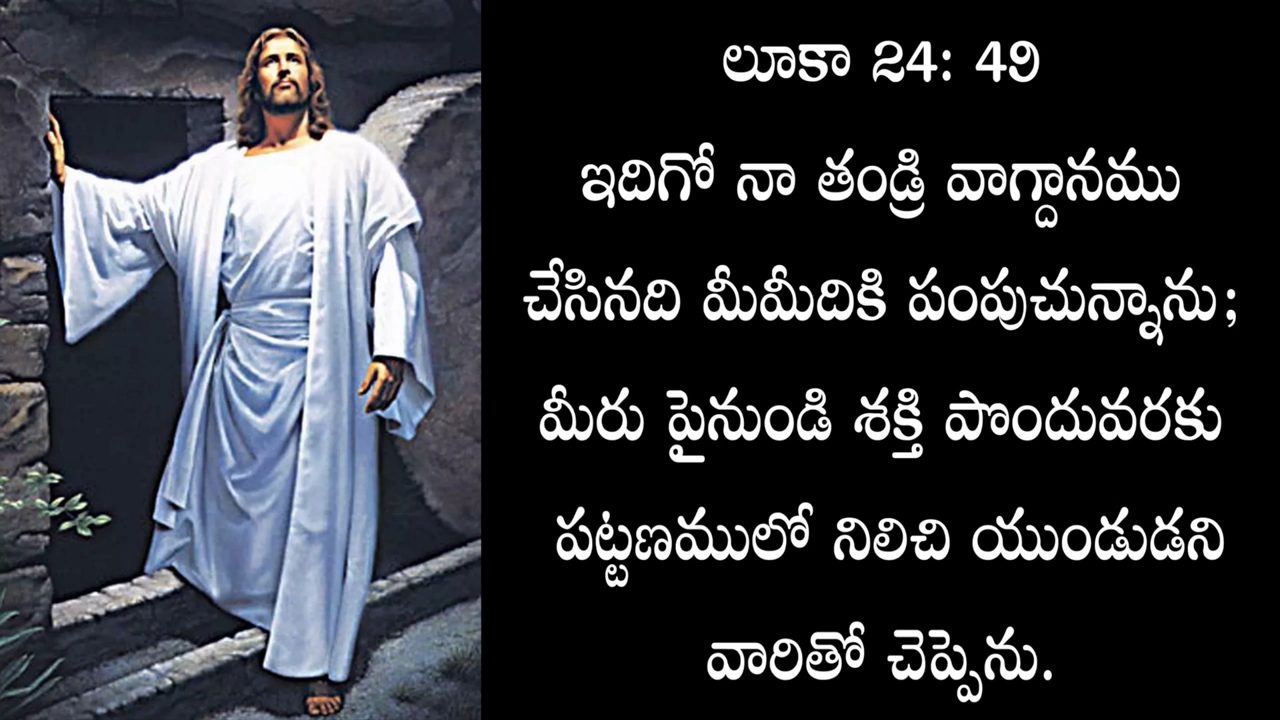 లూకా 24: 49
ఇదిగో నా తండ్రి వాగ్దానము
చేసినది మీమీదికి పంపుచున్నాను;
మీరు పైనుండి శక్తి పొందువరకు
పట్టణములో నిలిచి యుండుడని
వారితో చెప్పెను.